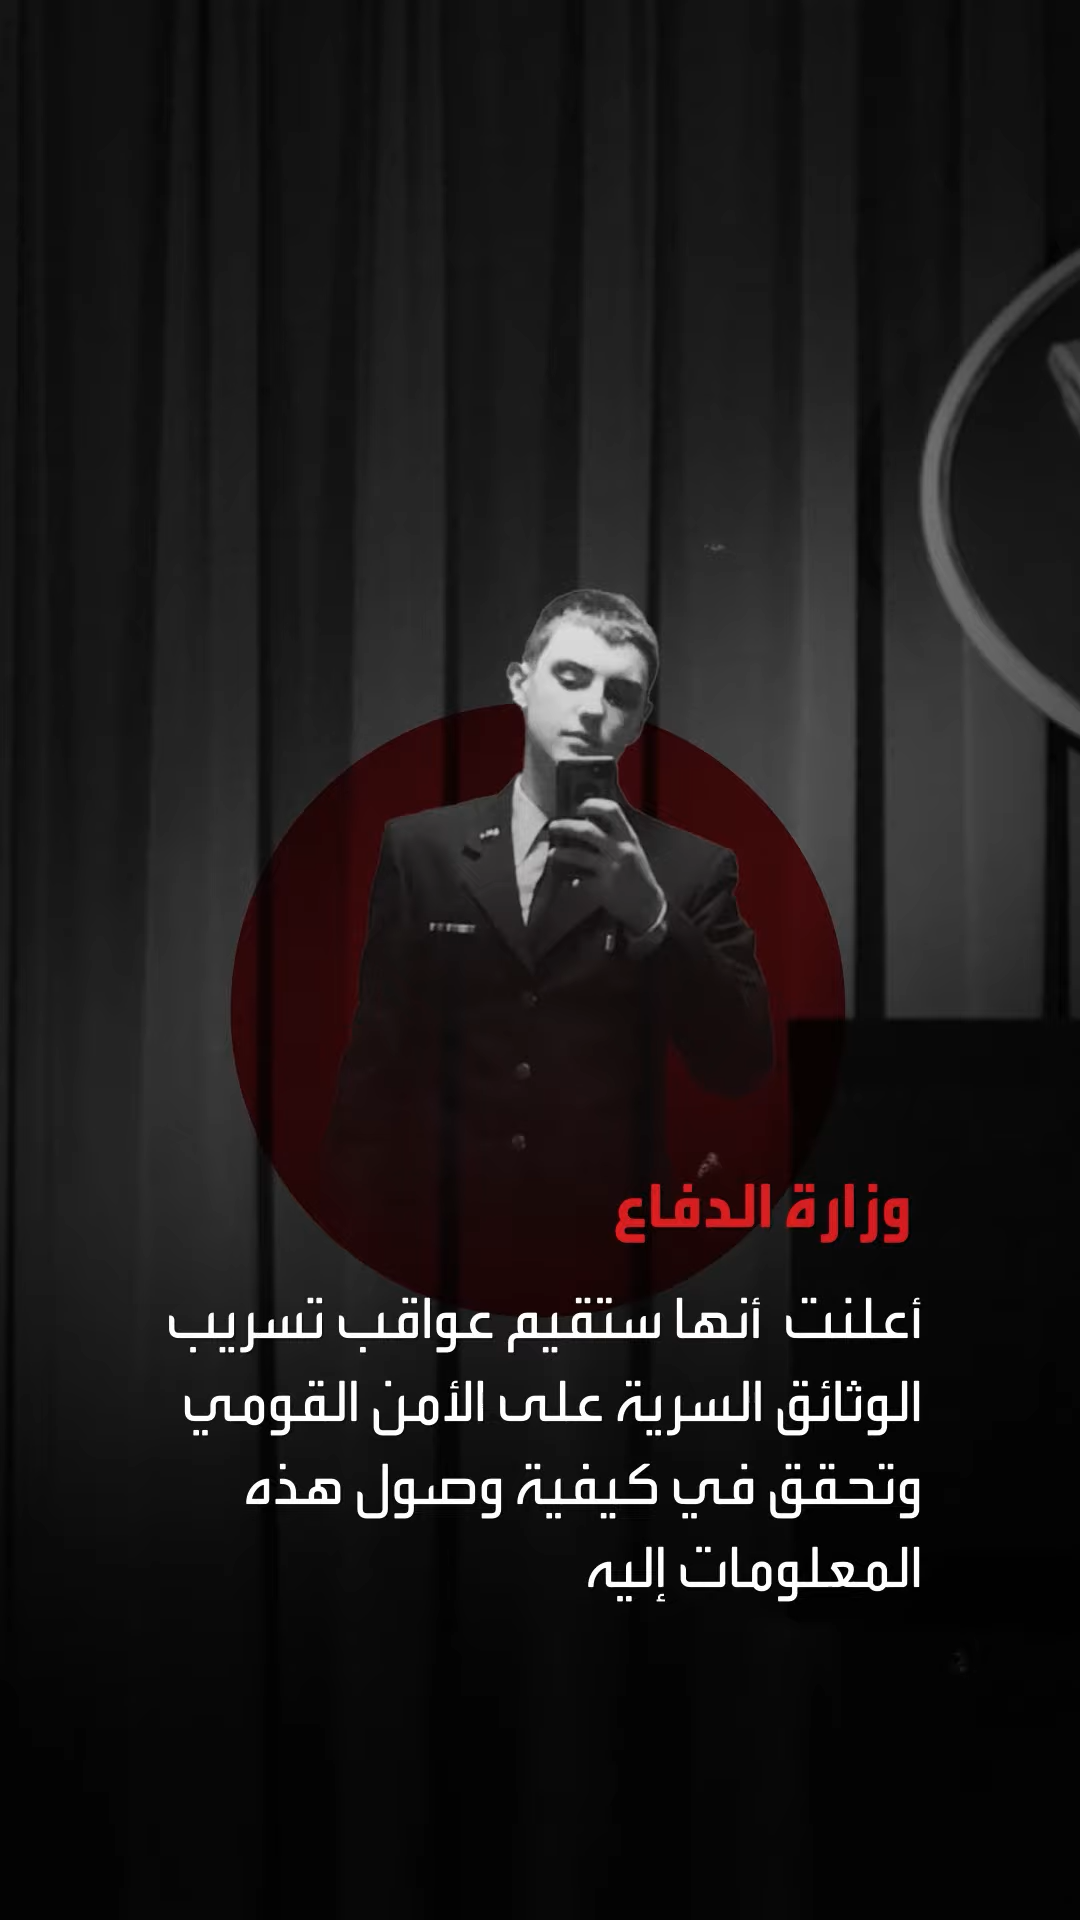 وزارة الدفاع
أعلنت أنها ستقيم عواقب تسريب
الوثائق السرية على الأمن القومي
وتحقق في كيفية وصول هذه
المعلومات إليه